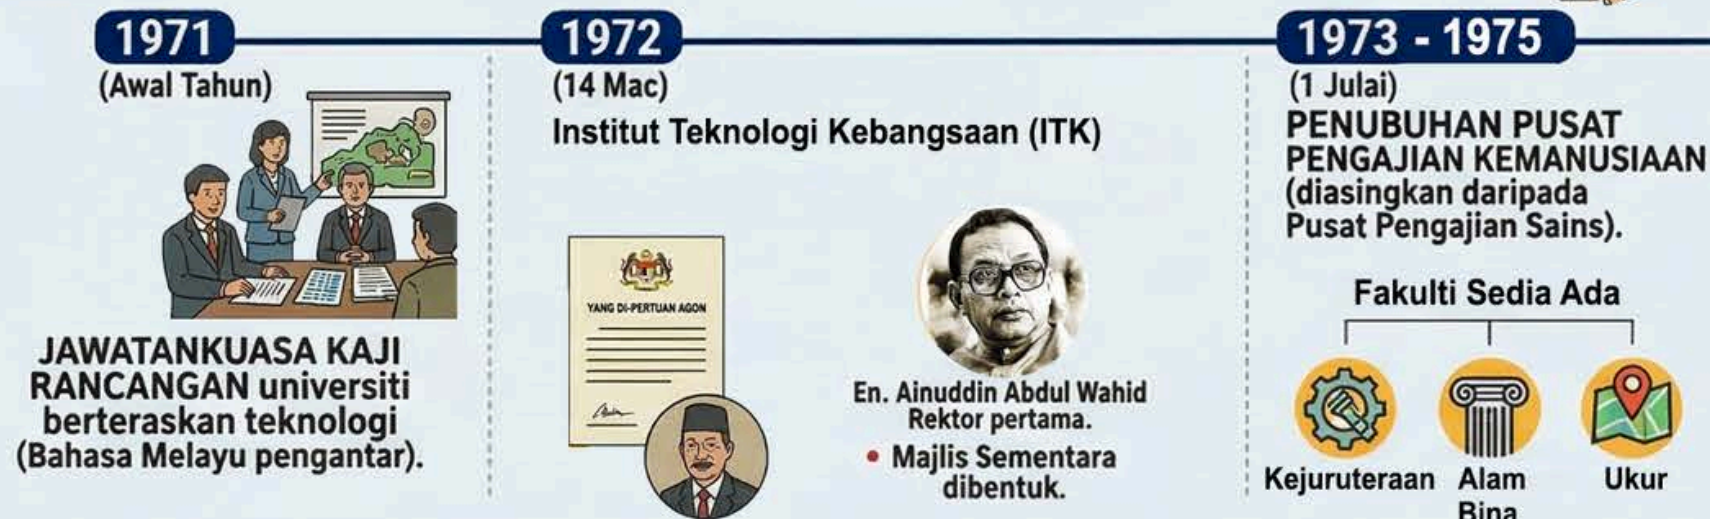 1971
(Awal Tahun)
JAWATANKUASA KAJI
RANCANGAN universiti
berteraskan teknologi
(Bahasa Melayu pengantar).
1972
(14 Mac)
Institut Teknologi Kebangsaan (ITK)
YANG DI-PERTUAN AGON
En. Ainuddin Abdul Wahid
Rektor pertama.
• Majlis Sementara
dibentuk.
1973 - 1975
(1 Julai)
PENUBUHAN PUSAT
PENGAJIAN KEMANUSIAAN
(diasingkan daripada
Pusat Pengajian Sains).
Fakulti Sedia Ada
Kejuruteraan
Alam
Bina
Ukur